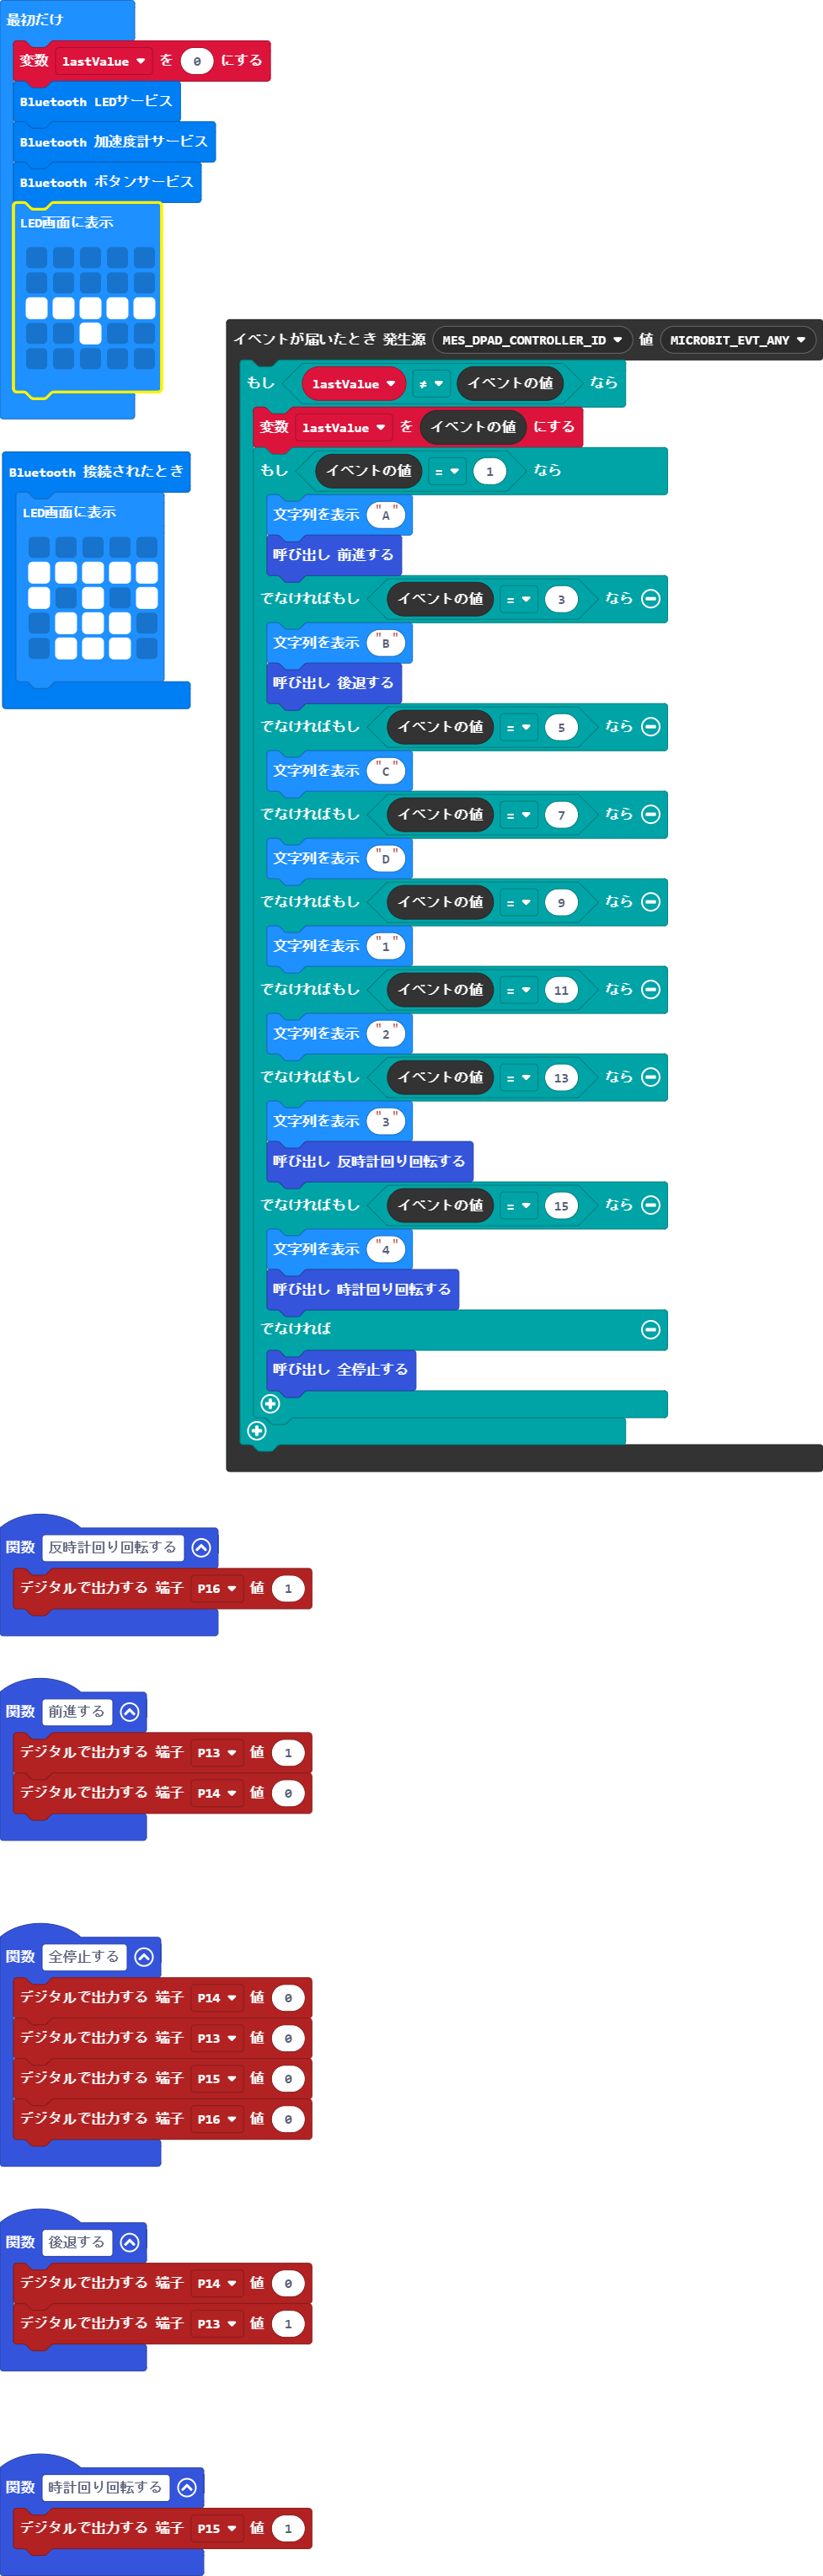 最初だけ
変数 lastValue を 0 にする
Bluetooth LEDサービス
Bluetooth 加速度計サービス
Bluetooth ボタンサービス
LED画面に表示
Bluetooth 接続されたとき
LED画面に表示
イベントが届いたとき 発生源 MES_DPAD_CONTROLLER_ID 値 MICROBIT_EVT_ANY
もし lastValue ≠ イベントの値 なら
変数 lastValue を イベントの値 にする
もし イベントの値 = 1 なら
文字列を表示 "A"
呼び出し 前進する
でなければもし イベントの値 = 3 なら
文字列を表示 "B"
呼び出し 後退する
でなければもし イベントの値 = 5 なら
文字列を表示 "C"
でなければもし イベントの値 = 7 なら
文字列を表示 "D"
でなければもし イベントの値 = 9 なら
文字列を表示 "1"
でなければもし イベントの値 = 11 なら
文字列を表示 "2"
でなければもし イベントの値 = 13 なら
文字列を表示 "3"
呼び出し 反時計回り回転する
でなければもし イベントの値 = 15 なら
文字列を表示 "4"
呼び出し 時計回り回転する
でなければ
呼び出し 全停止する
関数 反時計回り回転する
デジタルで出力する 端子 P16 値 1
関数 前進する
デジタルで出力する 端子 P13 値 1
デジタルで出力する 端子 P14 値 0
関数 全停止する
デジタルで出力する 端子 P14 値 0
デジタルで出力する 端子 P13 値 0
デジタルで出力する 端子 P15 値 0
デジタルで出力する 端子 P16 値 0
関数 後退する
デジタルで出力する 端子 P14 値 0
デジタルで出力する 端子 P13 値 1
関数 時計回り回転する
デジタルで出力する 端子 P15 値 1